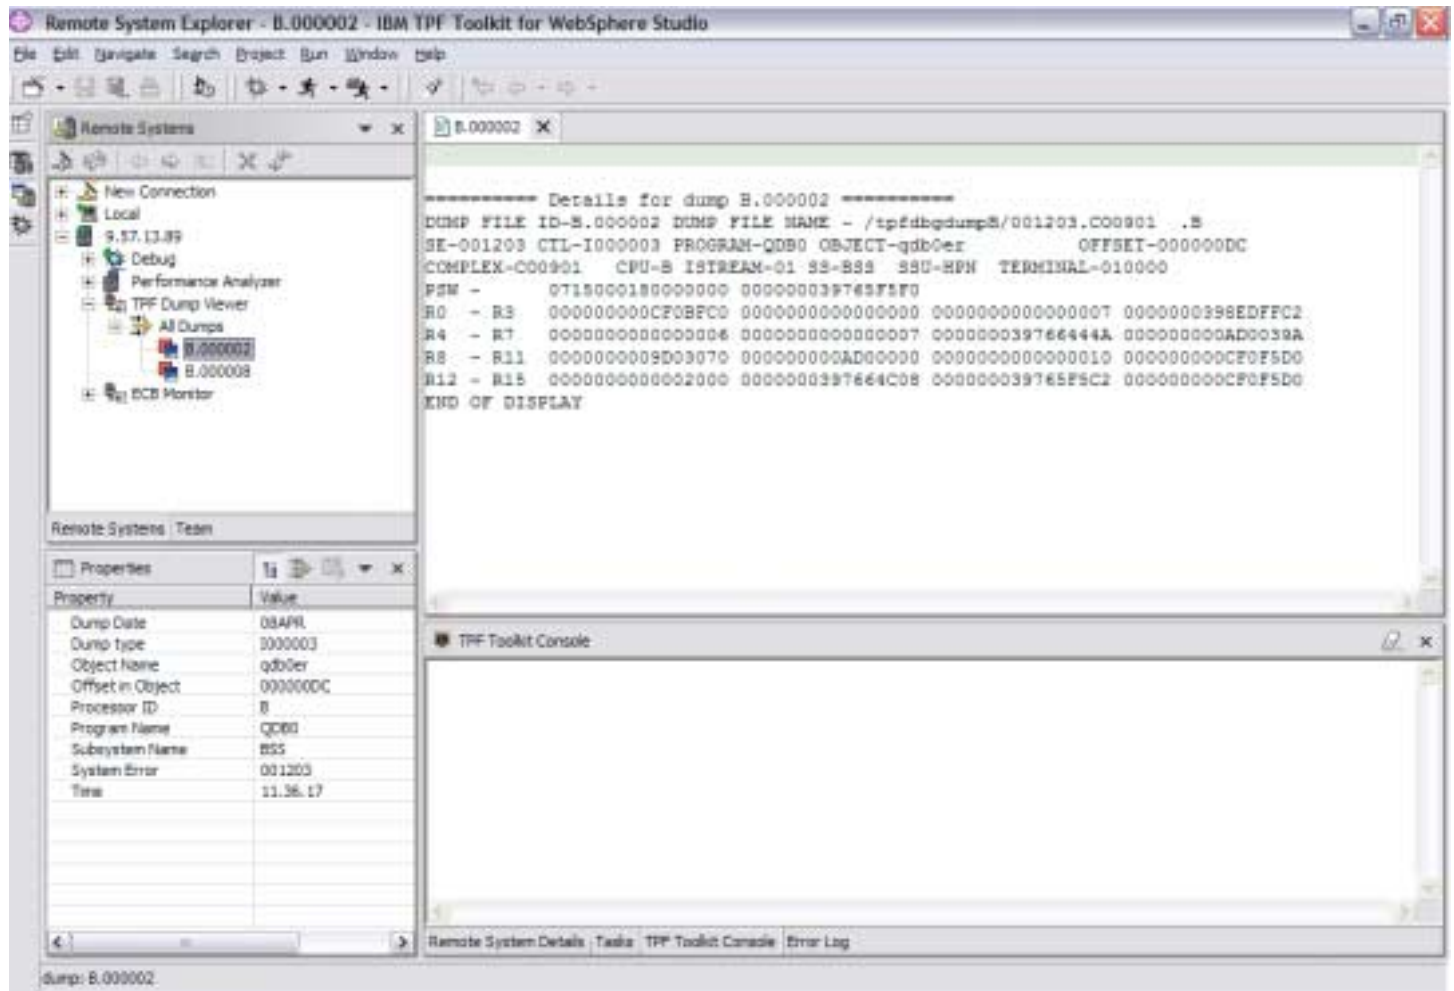 Remote System Explorer - B.000002 - IBM TPF Toolkit for WebSphere Studio
File Edit Navigate Search Project Run Window Help
Remote Systems
New Connection
Local
9.57.13.89
Debug
Performance Analyzer
TPF Dump Viewer
All Dumps
B.000002
B.000008
ECB Monitor
Remote Systems Team
B.000002
========== Details for dump B.000002 ==========
DUMP FILE ID-B.000002 DUMP FILE NAME - /tpfdbgdumpB/001203.CO0901 .B
SE-001203 CTL-I000003 PROGRAM-QDB0 OBJECT-qdb0er OFFSET-000000DC
COMPLEX-CO0901 CPU-B ISTREAM-01 SS-BSS SSU-HPN TERMINAL-010000
PSW - 0715000180000000 000000039765F5F0
R0 - R3 000000000CF0BFC0 0000000000000000 0000000000000007 0000000398EDFFC2
R4 - R7 0000000000000006 0000000000000007 000000039766444A 000000000AD0039A
R8 - R11 0000000009D03070 000000000AD00000 0000000000000010 000000000CF0F5D0
R12 - R15 0000000000002000 0000000397664C08 000000039765F5C2 000000000CF0F5D0
END OF DISPLAY
Properties
Property Value
Dump Date 08APR
Dump type I000003
Object Name qdb0er
Offset in Object 000000DC
Processor ID B
Program Name QDB0
Subsystem Name BSS
System Error 001203
Time 11.36.17
TPF Toolkit Console
Remote System Details Tasks TPF Toolkit Console Error Log
dump: B.000002